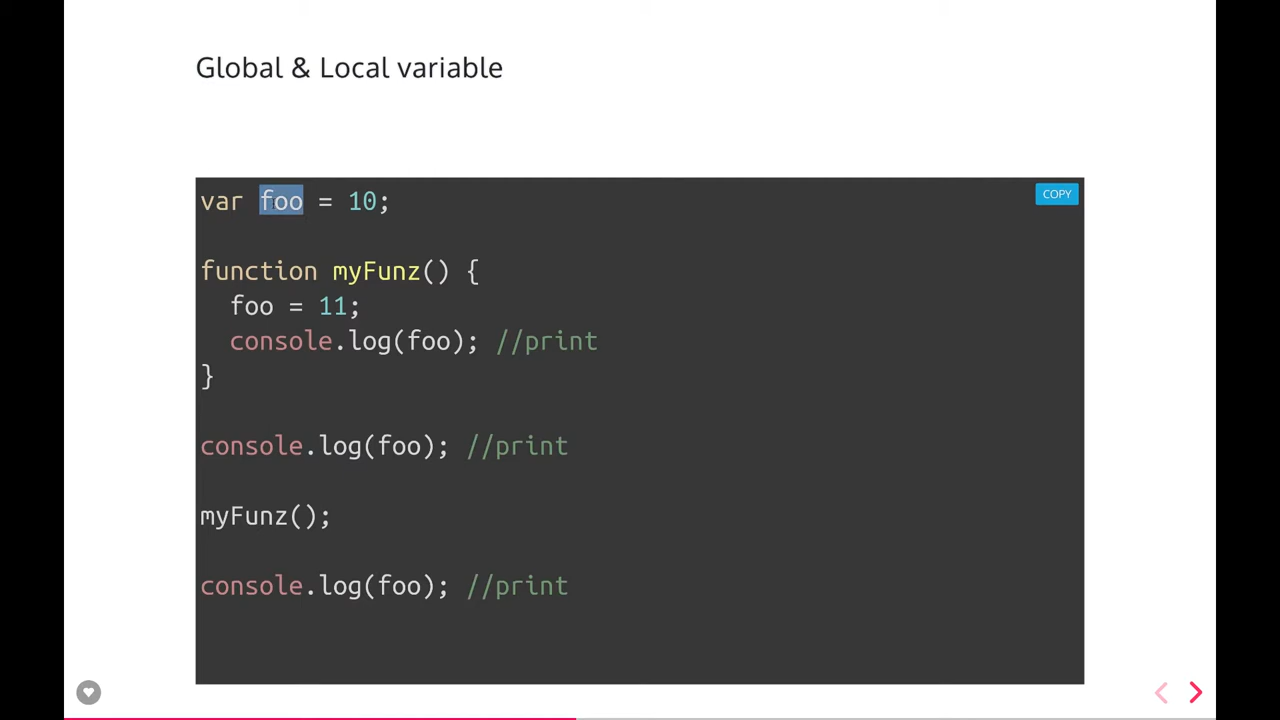 Global & Local variable
COPY
var foo = 10;
function myFunz() {
  foo = 11;
  console.log(foo); //print
}
console.log(foo); //print
myFunz();
console.log(foo); //print